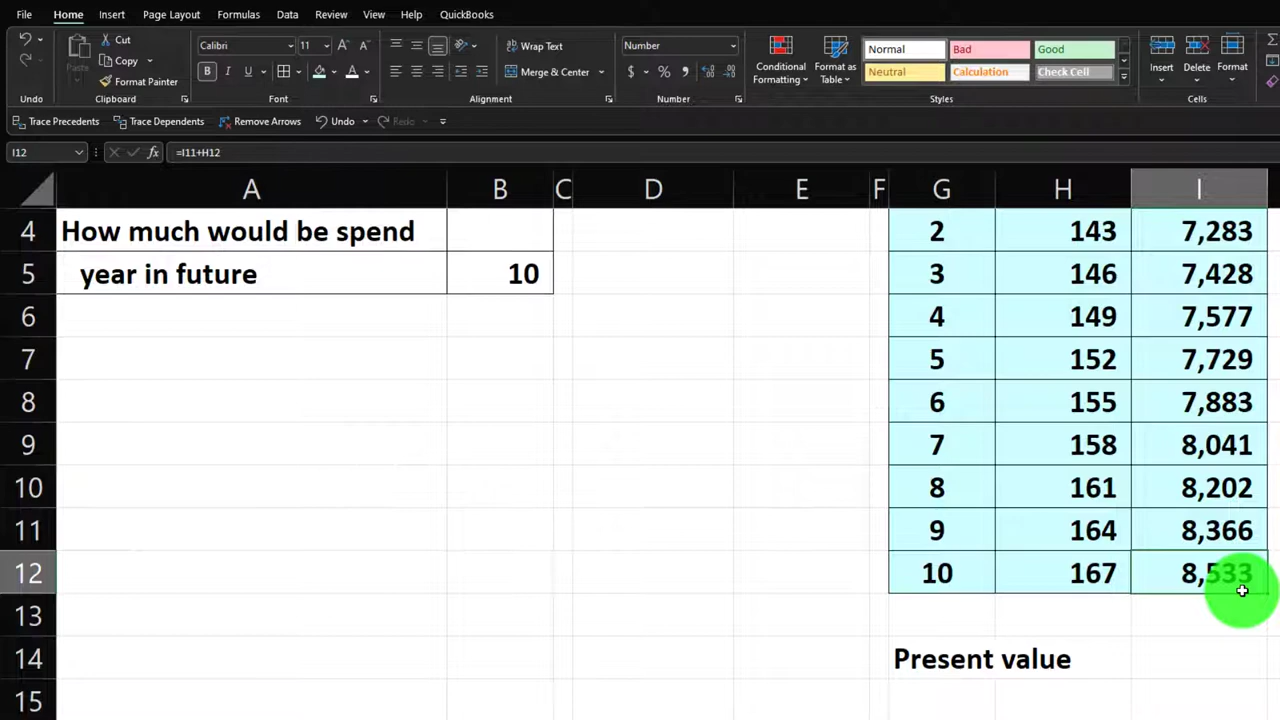 File Home Insert Page Layout Formulas Data Review View Help QuickBooks
Paste
Cut
Copy
Format Painter
Calibri 11
B I U
Wrap Text
Merge & Center
Number
$ % ,
Conditional Formatting
Format as Table
Normal Bad Good
Neutral Calculation Check Cell
Insert Delete Format
Undo Clipboard Font Alignment Number Styles Cells
Trace Precedents Trace Dependents Remove Arrows Undo Redo
I12 fx =I11+H12
A B C D E F G H I
4 How much would be spend 2 143 7,283
5 year in future 10 3 146 7,428
6 4 149 7,577
7 5 152 7,729
8 6 155 7,883
9 7 158 8,041
10 8 161 8,202
11 9 164 8,366
12 10 167 8,533
13
14 Present value
15